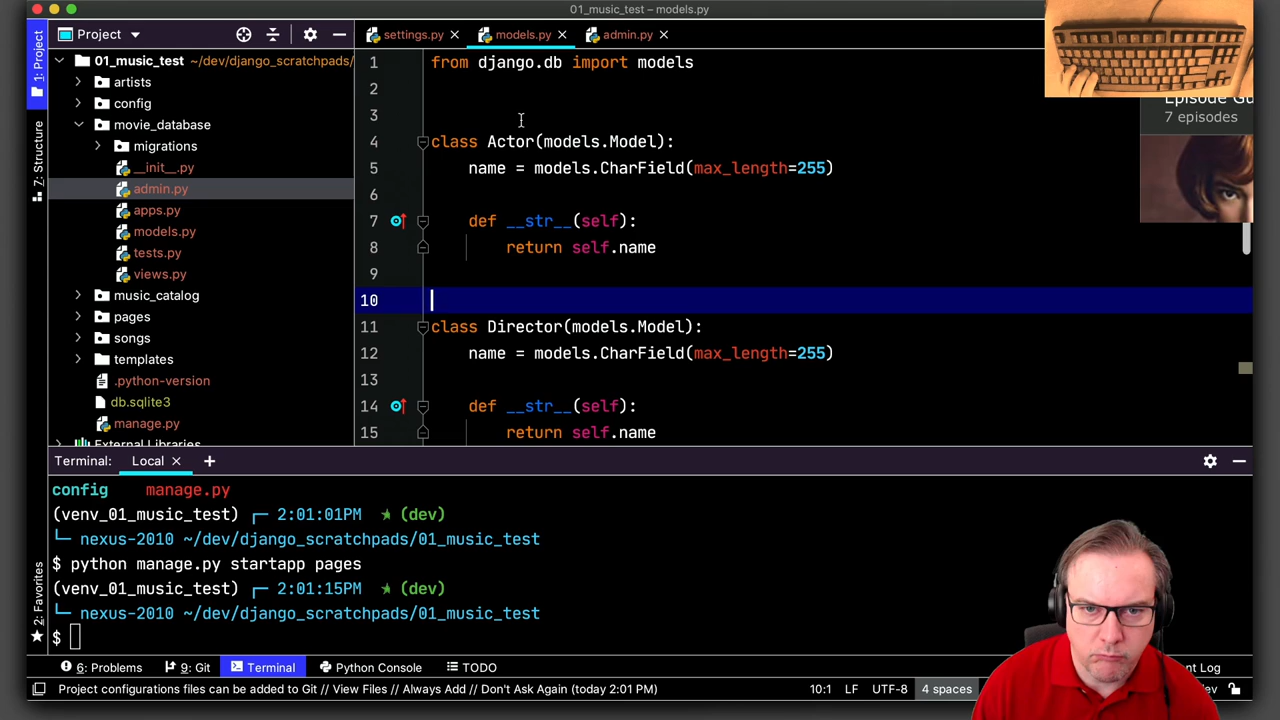 01_music_test – models.py
Project
settings.py
models.py
admin.py
1: Project
Z: Structure
2: Favorites
01_music_test ~/dev/django_scratchpads/
artists
config
movie_database
migrations
__init__.py
admin.py
apps.py
models.py
tests.py
views.py
music_catalog
pages
songs
templates
.python-version
db.sqlite3
manage.py
External Libraries
1 from django.db import models
2
3
4 class Actor(models.Model):
5 name = models.CharField(max_length=255)
6
7 def __str__(self):
8 return self.name
9
10
11 class Director(models.Model):
12 name = models.CharField(max_length=255)
13
14 def __str__(self):
15 return self.name
7 episodes
Terminal: Local +
config manage.py
(venv_01_music_test) ┌─ 2:01:01PM ★ (dev)
└─ nexus-2010 ~/dev/django_scratchpads/01_music_test
$ python manage.py startapp pages
(venv_01_music_test) ┌─ 2:01:15PM ★ (dev)
└─ nexus-2010 ~/dev/django_scratchpads/01_music_test
$
6: Problems
9: Git
Terminal
Python Console
TODO
nt Log
Project configurations files can be added to Git // View Files // Always Add // Don't Ask Again (today 2:01 PM)
10:1 LF UTF-8 4 spaces